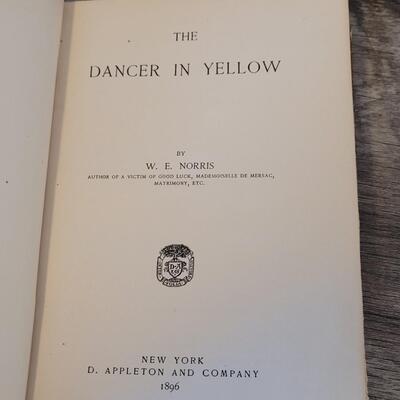 THE
DANCER IN YELLOW
BY
W. E. NORRIS
AUTHOR OF A VICTIM OF GOOD LUCK, MADEMOISELLE DE MERSAC,
MATRIMONY, ETC.
NEW YORK
D. APPLETON AND COMPANY
1896